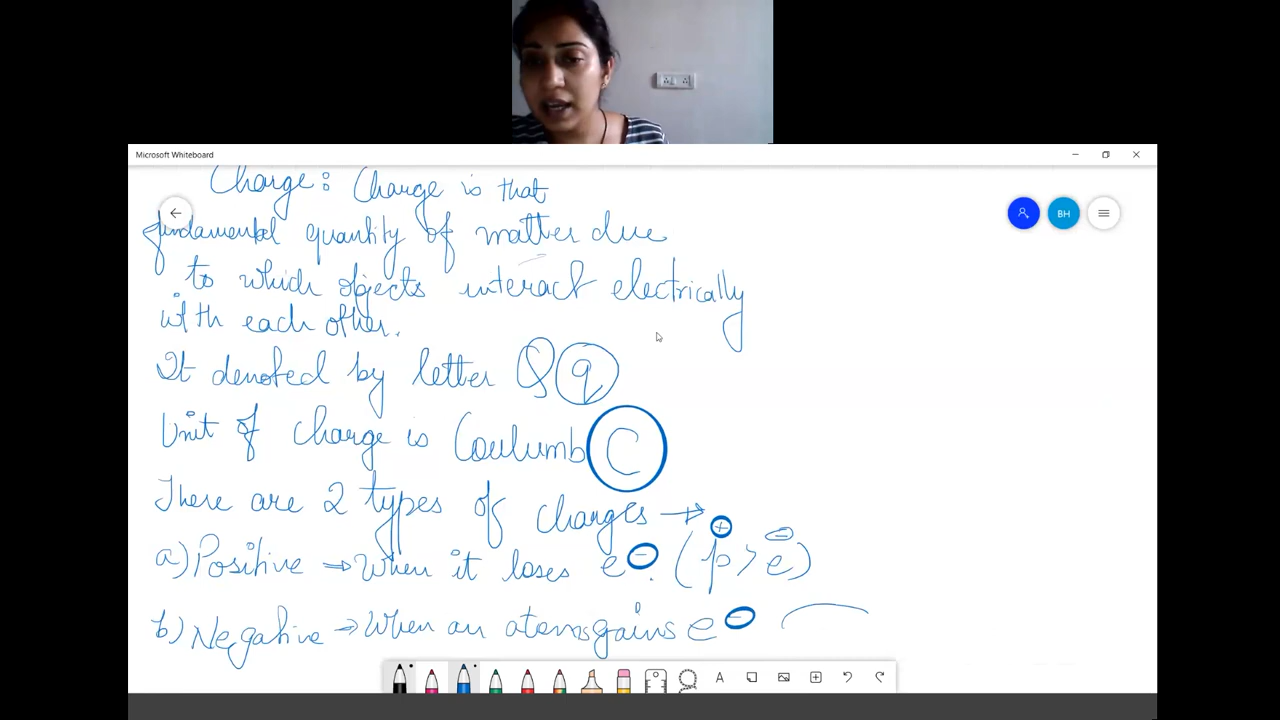 Microsoft Whiteboard
Charge: Charge is that
fundamental quantity of matter due
BH
to which objects interact electrically
with each other.
It denoted by letter Q q
Unit of charge is Coulumb C
There are 2 types of charges →
a) Positive → When it loses e⊖. (p⊕ > e⊖)
b) Negative → When an atoms gains e⊖
A